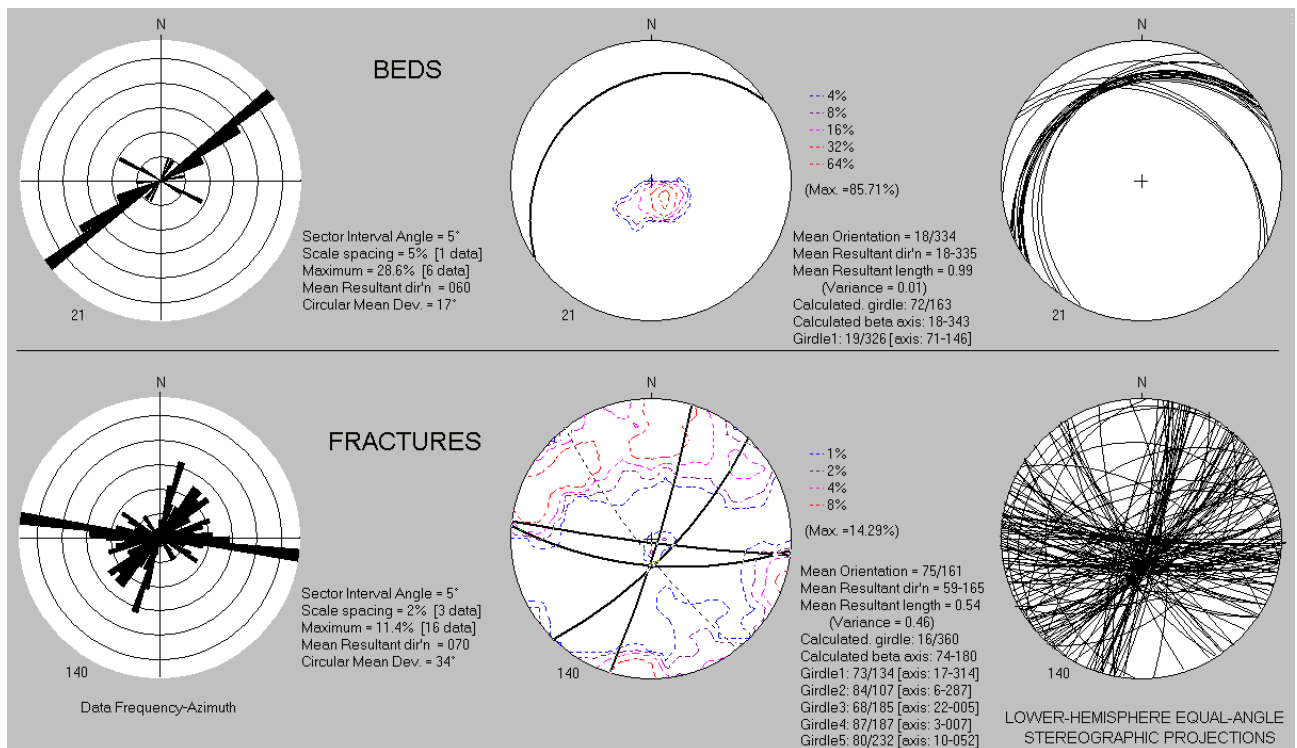 N
BEDS
Sector Interval Angle = 5°
Scale spacing = 5% [1 data]
Maximum = 28.6% [6 data]
Mean Resultant dir'n = 060
Circular Mean Dev. = 17°
21
N
4%
8%
16%
32%
64%
(Max. =85.71%)
Mean Orientation = 18/334
Mean Resultant dir'n = 18-335
Mean Resultant length = 0.99
(Variance = 0.01)
Calculated. girdle: 72/163
Calculated beta axis: 18-343
Girdle1: 19/326 [axis: 71-146]
21
N
21
N
FRACTURES
Sector Interval Angle = 5°
Scale spacing = 2% [3 data]
Maximum = 11.4% [16 data]
Mean Resultant dir'n = 070
Circular Mean Dev. = 34°
140
Data Frequency-Azimuth
N
1%
2%
4%
8%
(Max. =14.29%)
Mean Orientation = 75/161
Mean Resultant dir'n = 59-165
Mean Resultant length = 0.54
(Variance = 0.46)
Calculated. girdle: 16/360
Calculated beta axis: 74-180
Girdle1: 73/134 [axis: 17-314]
Girdle2: 84/107 [axis: 6-287]
Girdle3: 68/185 [axis: 22-005]
Girdle4: 87/187 [axis: 3-007]
Girdle5: 80/232 [axis: 10-052]
140
N
140
LOWER-HEMISPHERE EQUAL-ANGLE
STEREOGRAPHIC PROJECTIONS